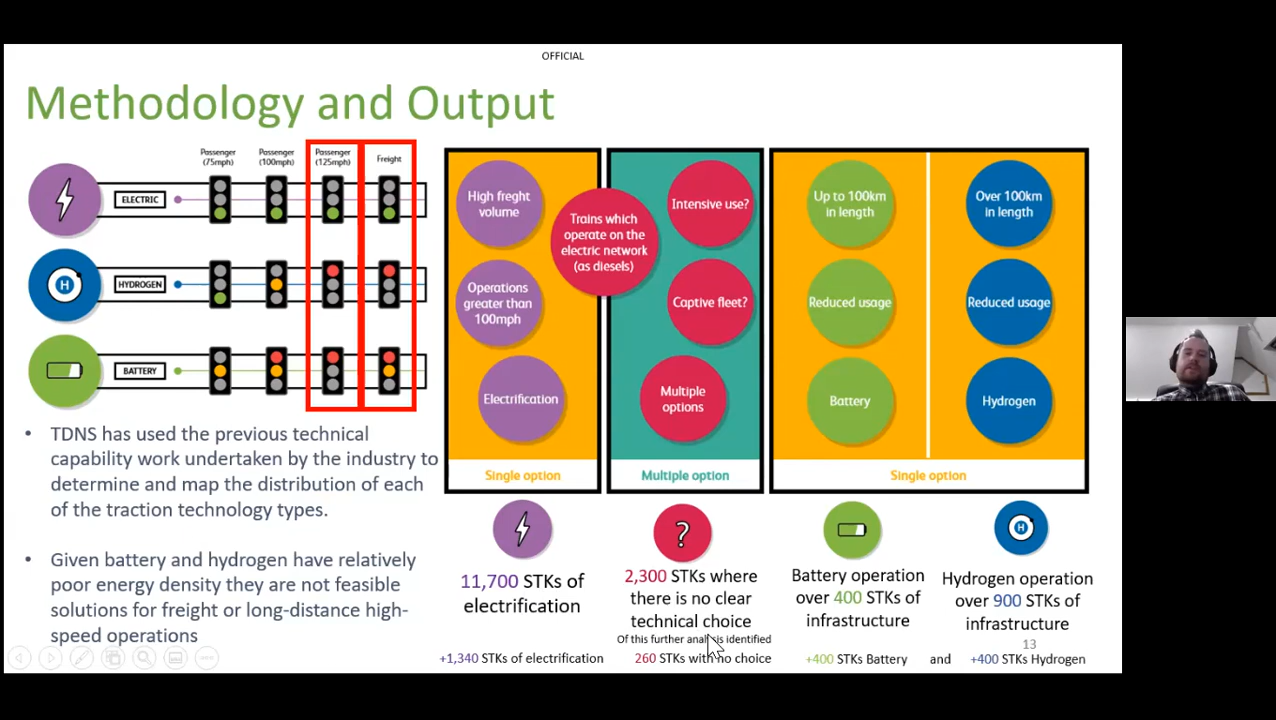 OFFICIAL
Methodology and Output
Passenger
(75mph)
Passenger
(100mph)
Passenger
(125mph)
Freight
ELECTRIC
HYDROGEN
H
BATTERY
• TDNS has used the previous technical
capability work undertaken by the industry to
determine and map the distribution of each
of the traction technology types.
• Given battery and hydrogen have relatively
poor energy density they are not feasible
solutions for freight or long-distance high-
speed operations
High freght
volume
Operations
greater than
100mph
Electrification
Single option
Trains which
operate on the
electric network
(as diesels)
Intensive use?
Captive fleet?
Multiple
options
Multiple option
Up to 100km
in length
Reduced usage
Battery
Over 100km
in length
Reduced usage
Hydrogen
Single option
11,700 STKs of
electrification
+1,340 STKs of electrification
?
2,300 STKs where
there is no clear
technical choice
Of this further analysis identified
260 STKs with no choice
Battery operation
over 400 STKs of
infrastructure
+400 STKs Battery
and
H
Hydrogen operation
over 900 STKs of
infrastructure
13
+400 STKs Hydrogen